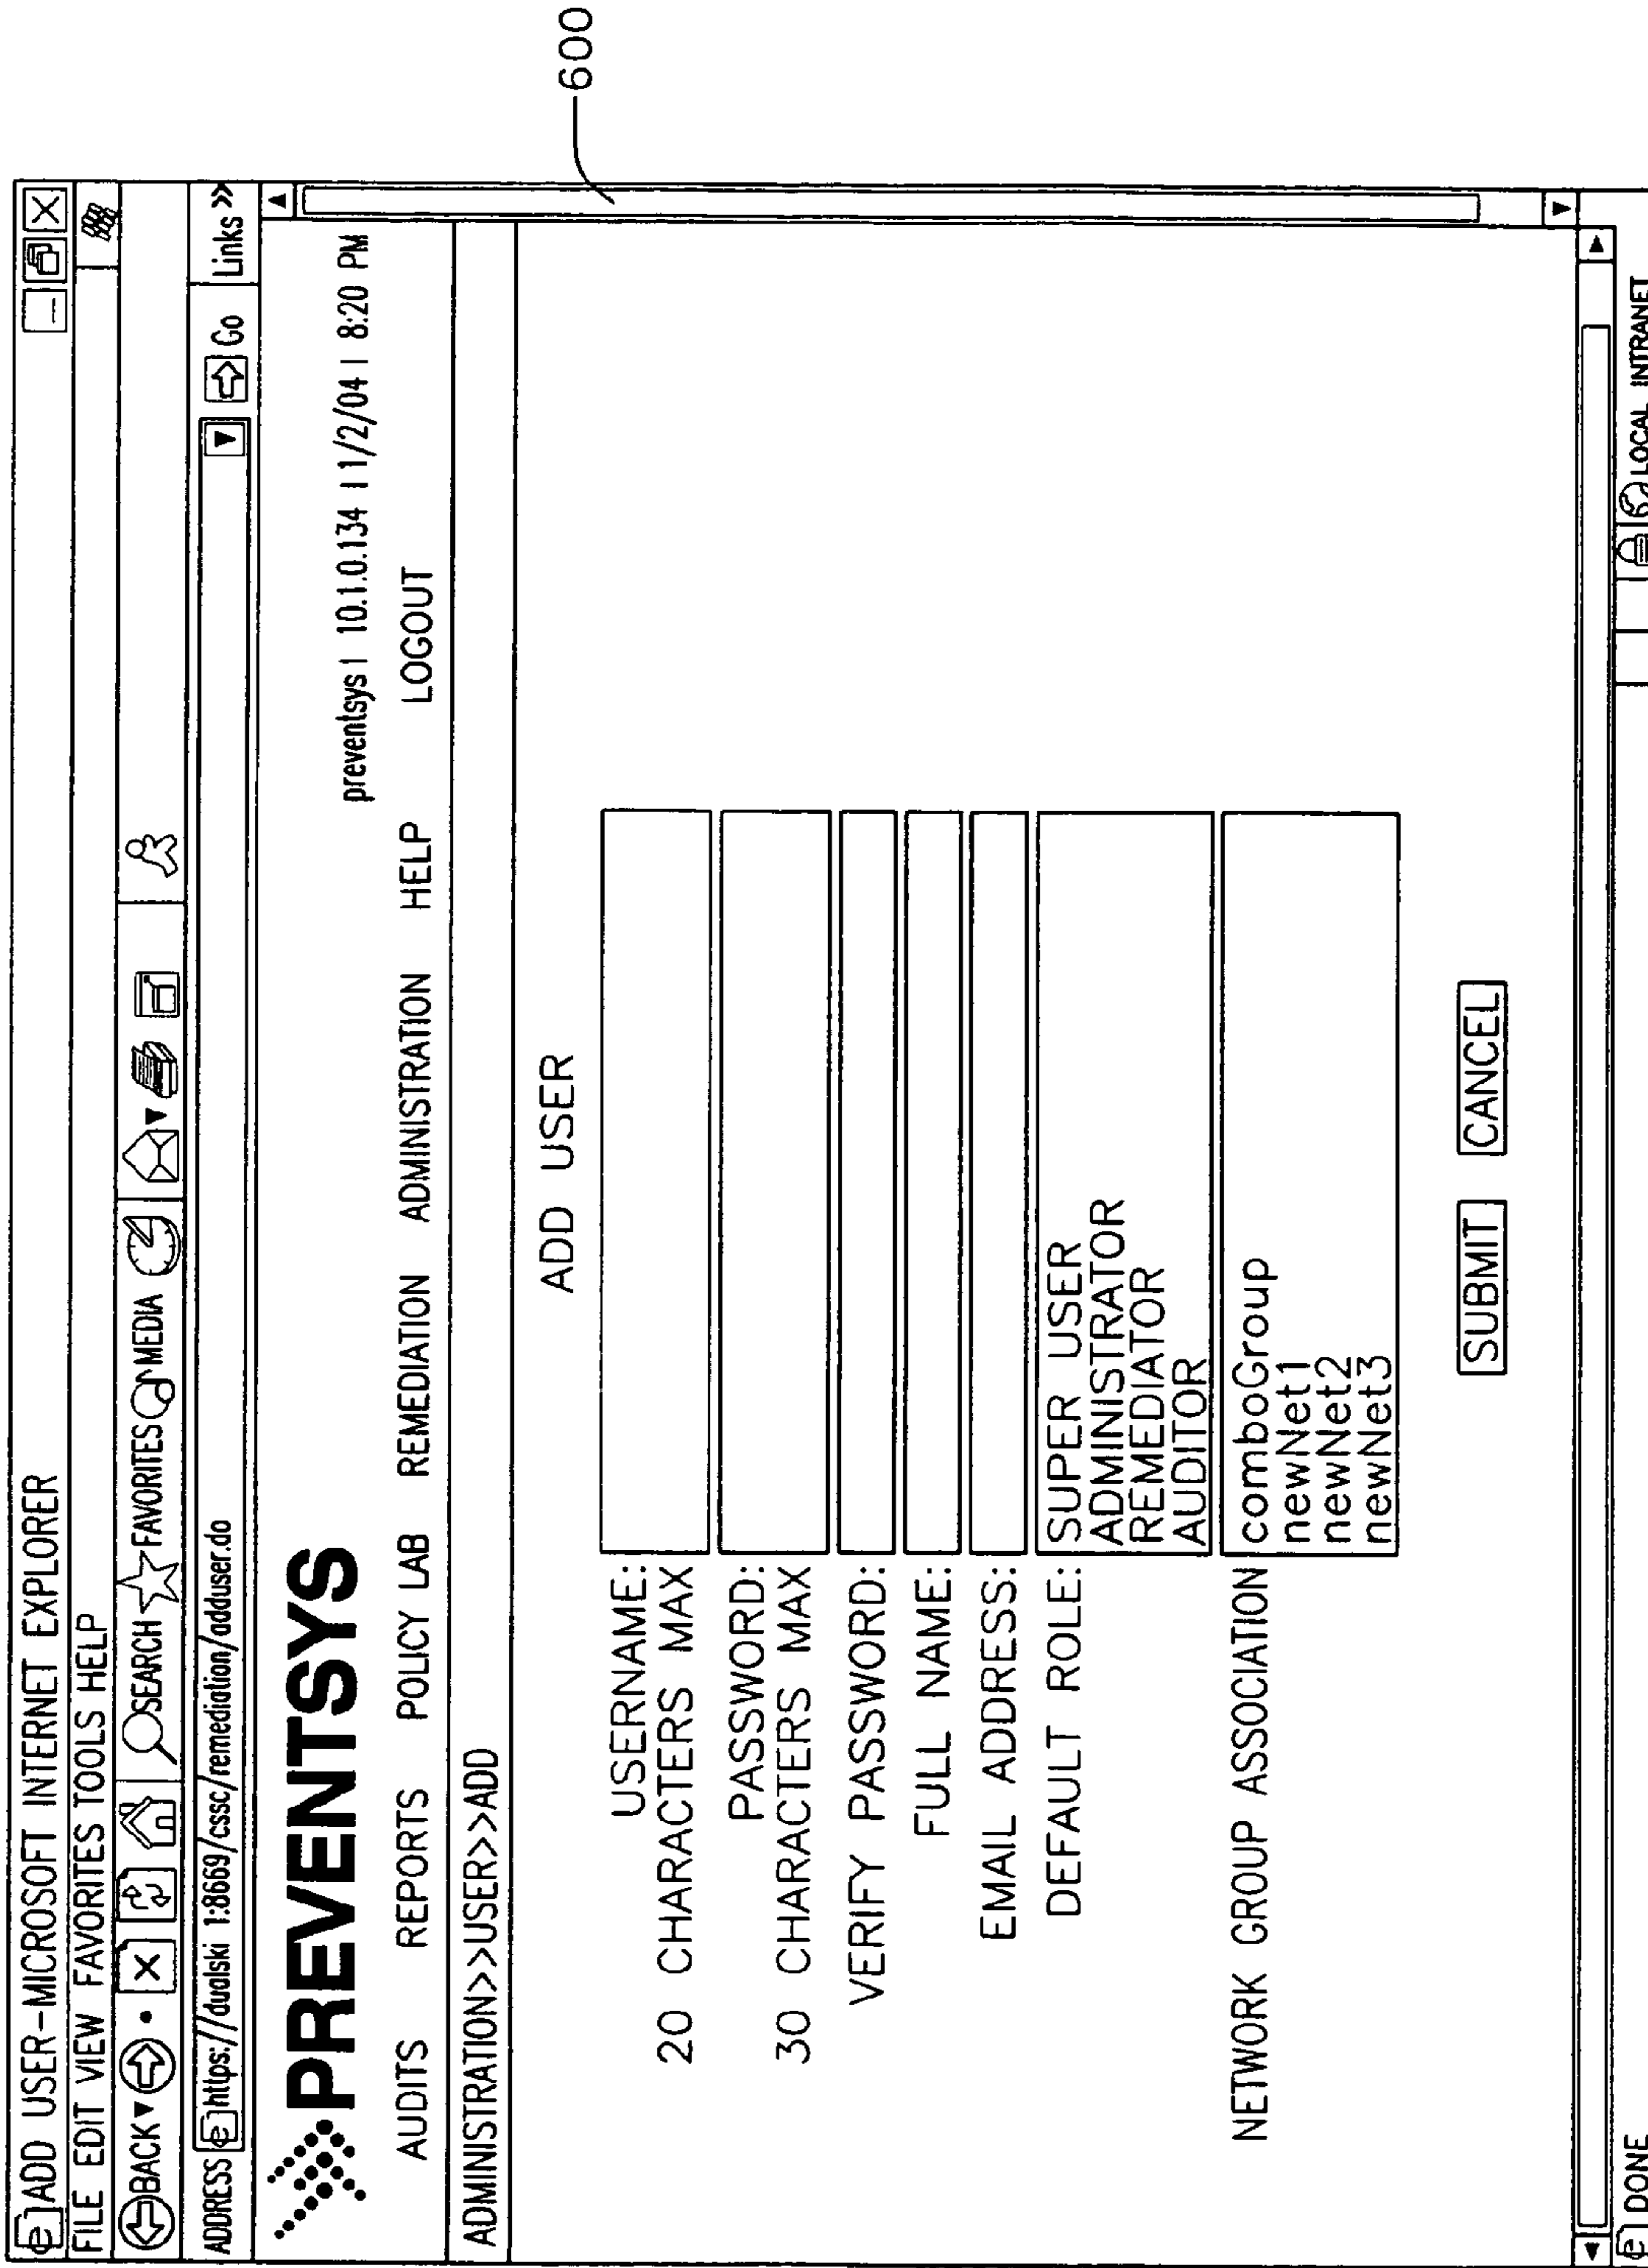 ADD USER-MICROSOFT INTERNET EXPLORER
FILE EDIT VIEW FAVORITES TOOLS HELP
BACK SEARCH FAVORITES MEDIA
ADDRESS https://dualski 1:8669/cssc/remediation/adduser.do Go Links »
PREVENTSYS
preventsys | 10.1.0.134 | 1/2/04 | 8:20 PM
AUDITS REPORTS POLICY LAB REMEDIATION ADMINISTRATION HELP LOGOUT
ADMINISTRATION>>USER>>ADD
600
ADD USER
USERNAME:
20 CHARACTERS MAX
PASSWORD:
30 CHARACTERS MAX
VERIFY PASSWORD:
FULL NAME:
EMAIL ADDRESS:
DEFAULT ROLE: SUPER USER
ADMINISTRATOR
REMEDIATOR
AUDITOR
NETWORK GROUP ASSOCIATION comboGroup
newNet1
newNet2
newNet3
SUBMIT CANCEL
DONE LOCAL INTRANET